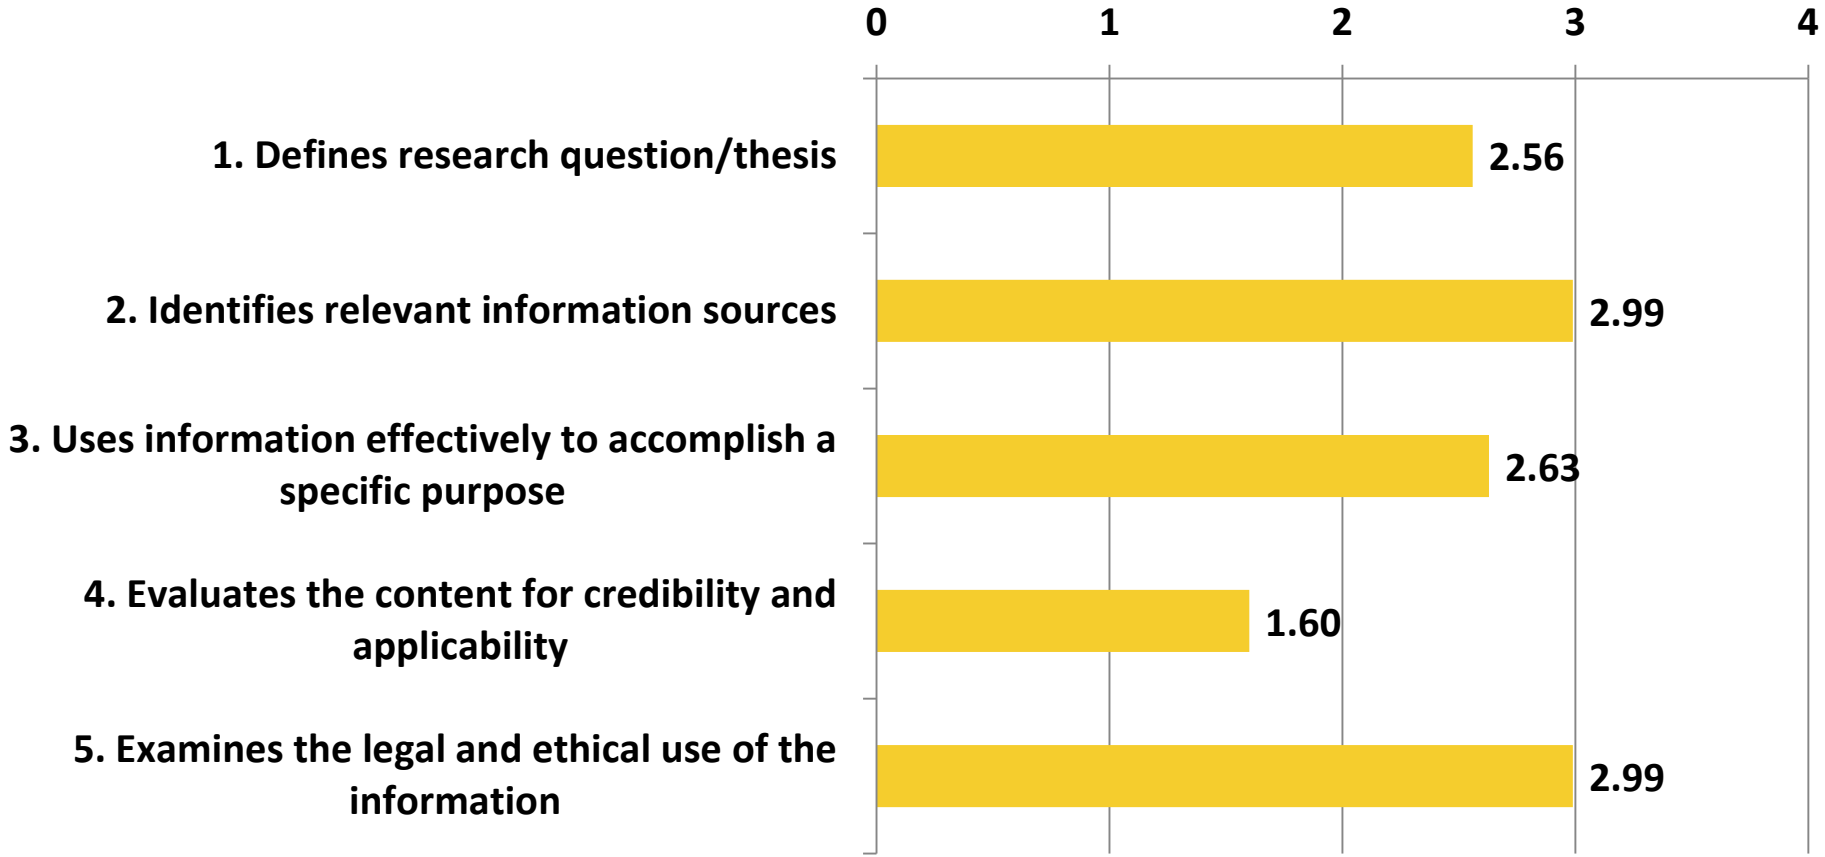 0 1 2 3 4
1. Defines research question/thesis
2.56
2. Identifies relevant information sources
2.99
3. Uses information effectively to accomplish a
specific purpose
2.63
4. Evaluates the content for credibility and
applicability
1.60
5. Examines the legal and ethical use of the
information
2.99